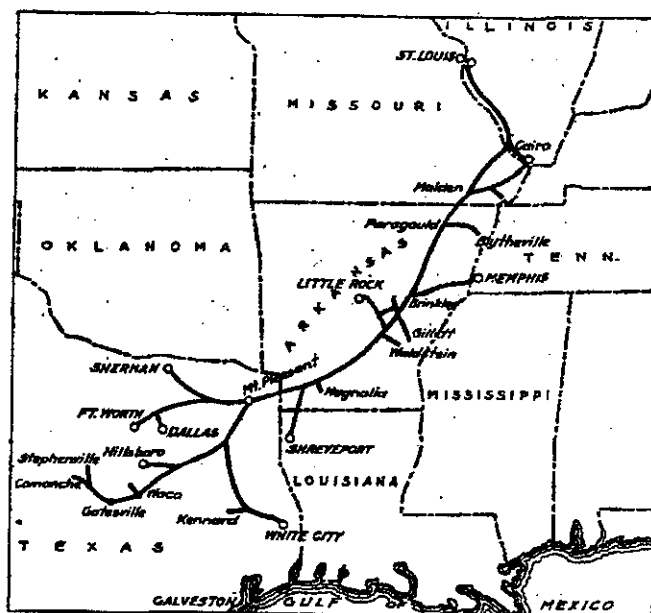 ILLINOIS
ST. LOUIS
KANSAS
MISSOURI
Cairo
Malden
Paragould
Blytheville
OKLAHOMA
ARKANSAS
TENN.
LITTLE ROCK
MEMPHIS
Brinkley
Gillett
Waldstein
SHERMAN
Mt. Pleasant
Magnolia
MISSISSIPPI
FT. WORTH
DALLAS
SHREVEPORT
Stephenville
Hillsboro
LOUISIANA
Comanche
Waco
Gatesville
Kennard
WHITE CITY
TEXAS
GALVESTON
GULF OF MEXICO